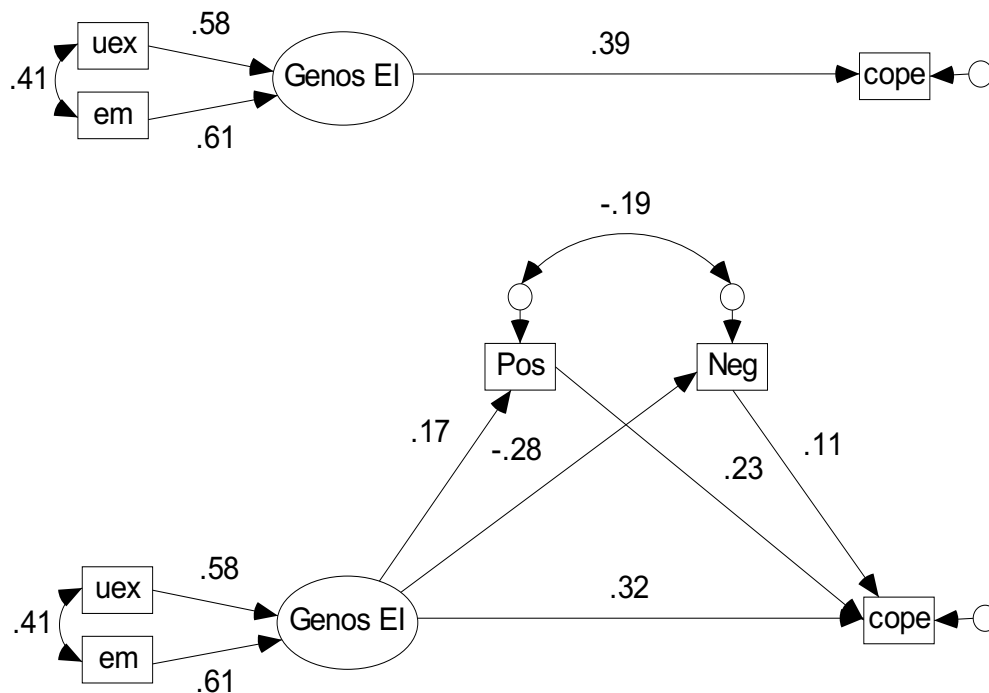 uex
.58
.41
Genos EI
.39
cope
em
.61
-.19
Pos
Neg
.17
-.28
.23
.11
uex
.58
.41
Genos EI
.32
cope
em
.61